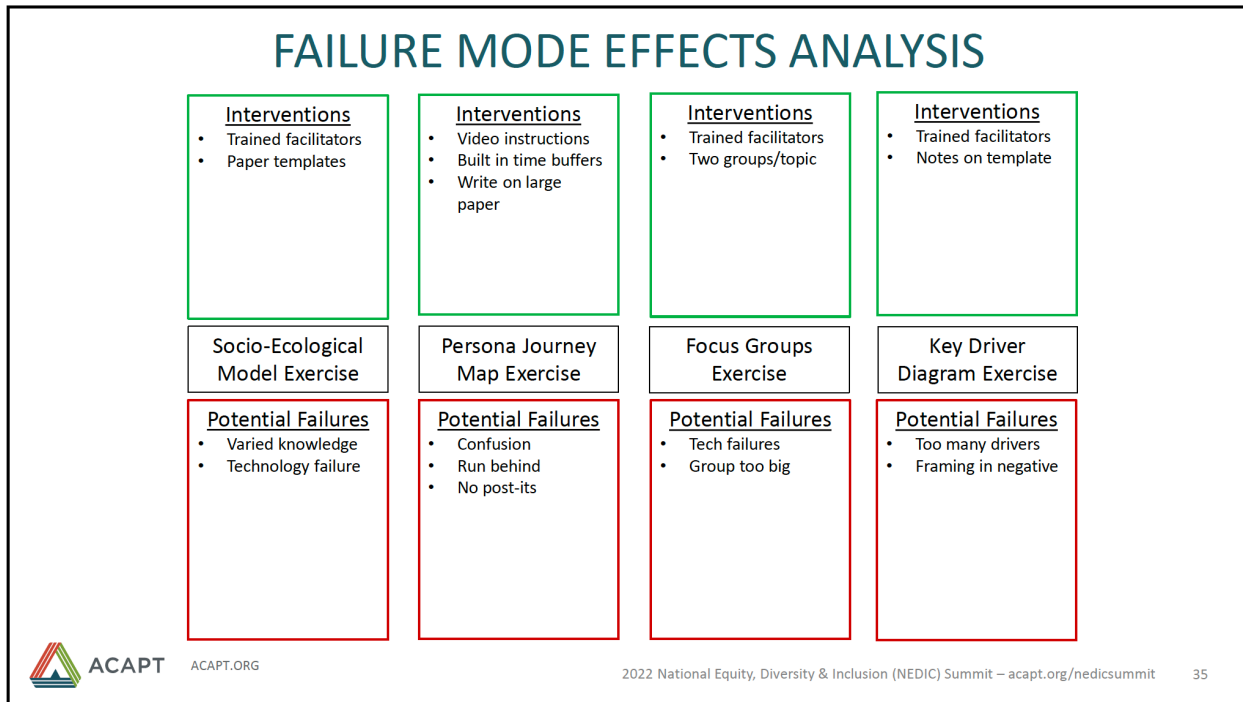 FAILURE MODE EFFECTS ANALYSIS
Interventions
• Trained facilitators
• Paper templates
Interventions
• Video instructions
• Built in time buffers
• Write on large
paper
Interventions
• Trained facilitators
• Two groups/topic
Interventions
• Trained facilitators
• Notes on template
Socio-Ecological
Model Exercise
Persona Journey
Map Exercise
Focus Groups
Exercise
Key Driver
Diagram Exercise
Potential Failures
• Varied knowledge
• Technology failure
Potential Failures
• Confusion
• Run behind
• No post-its
Potential Failures
• Tech failures
• Group too big
Potential Failures
• Too many drivers
• Framing in negative
ACAPT
ACAPT.ORG
2022 National Equity, Diversity & Inclusion (NEDIC) Summit – acapt.org/nedicsummit
35